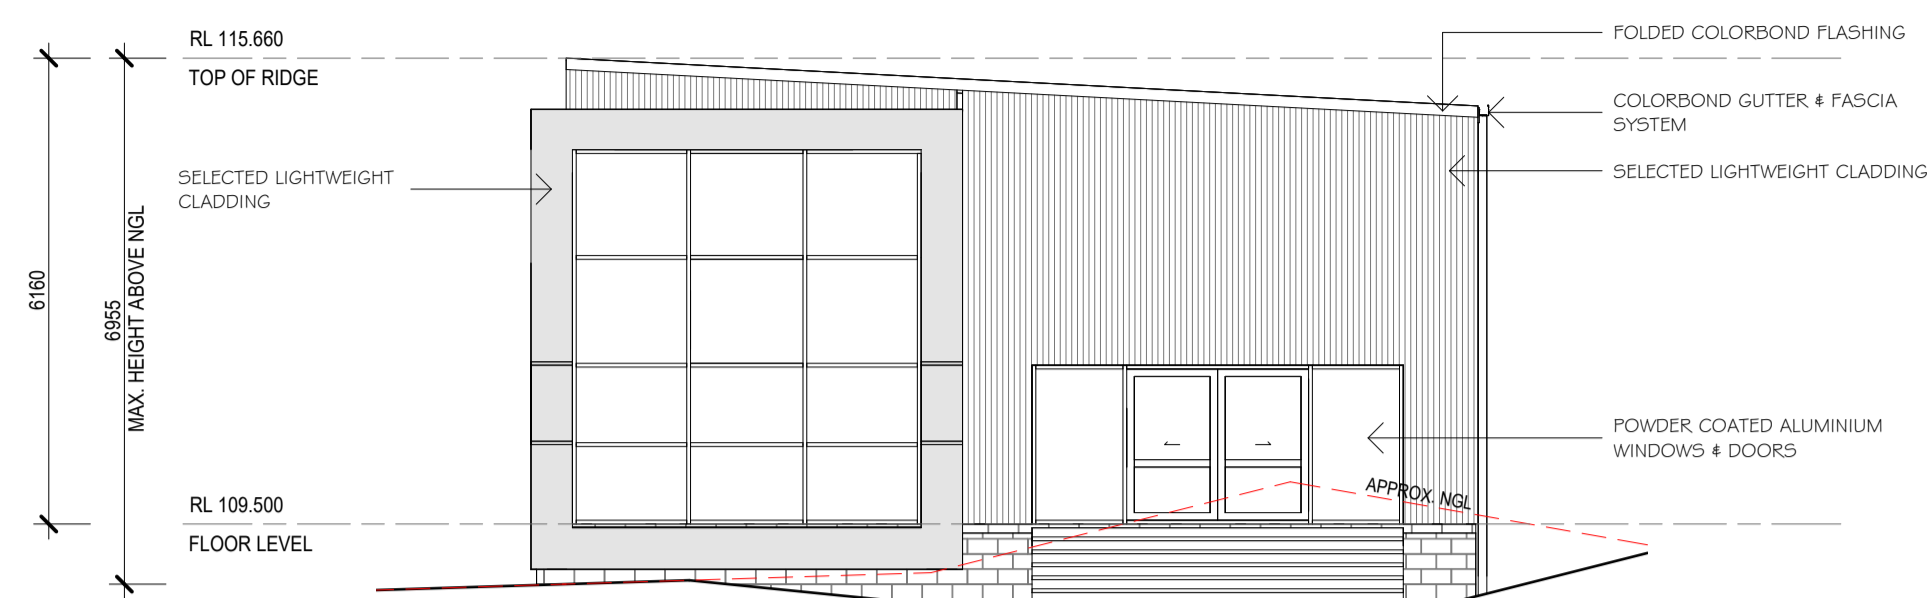 RL 115.660
TOP OF RIDGE
FOLDED COLORBOND FLASHING
COLORBOND GUTTER & FASCIA
SYSTEM
SELECTED LIGHTWEIGHT CLADDING
SELECTED LIGHTWEIGHT
CLADDING
6160
6955
MAX. HEIGHT ABOVE NGL
POWDER COATED ALUMINIUM
WINDOWS & DOORS
APPROX. NGL
RL 109.500
FLOOR LEVEL